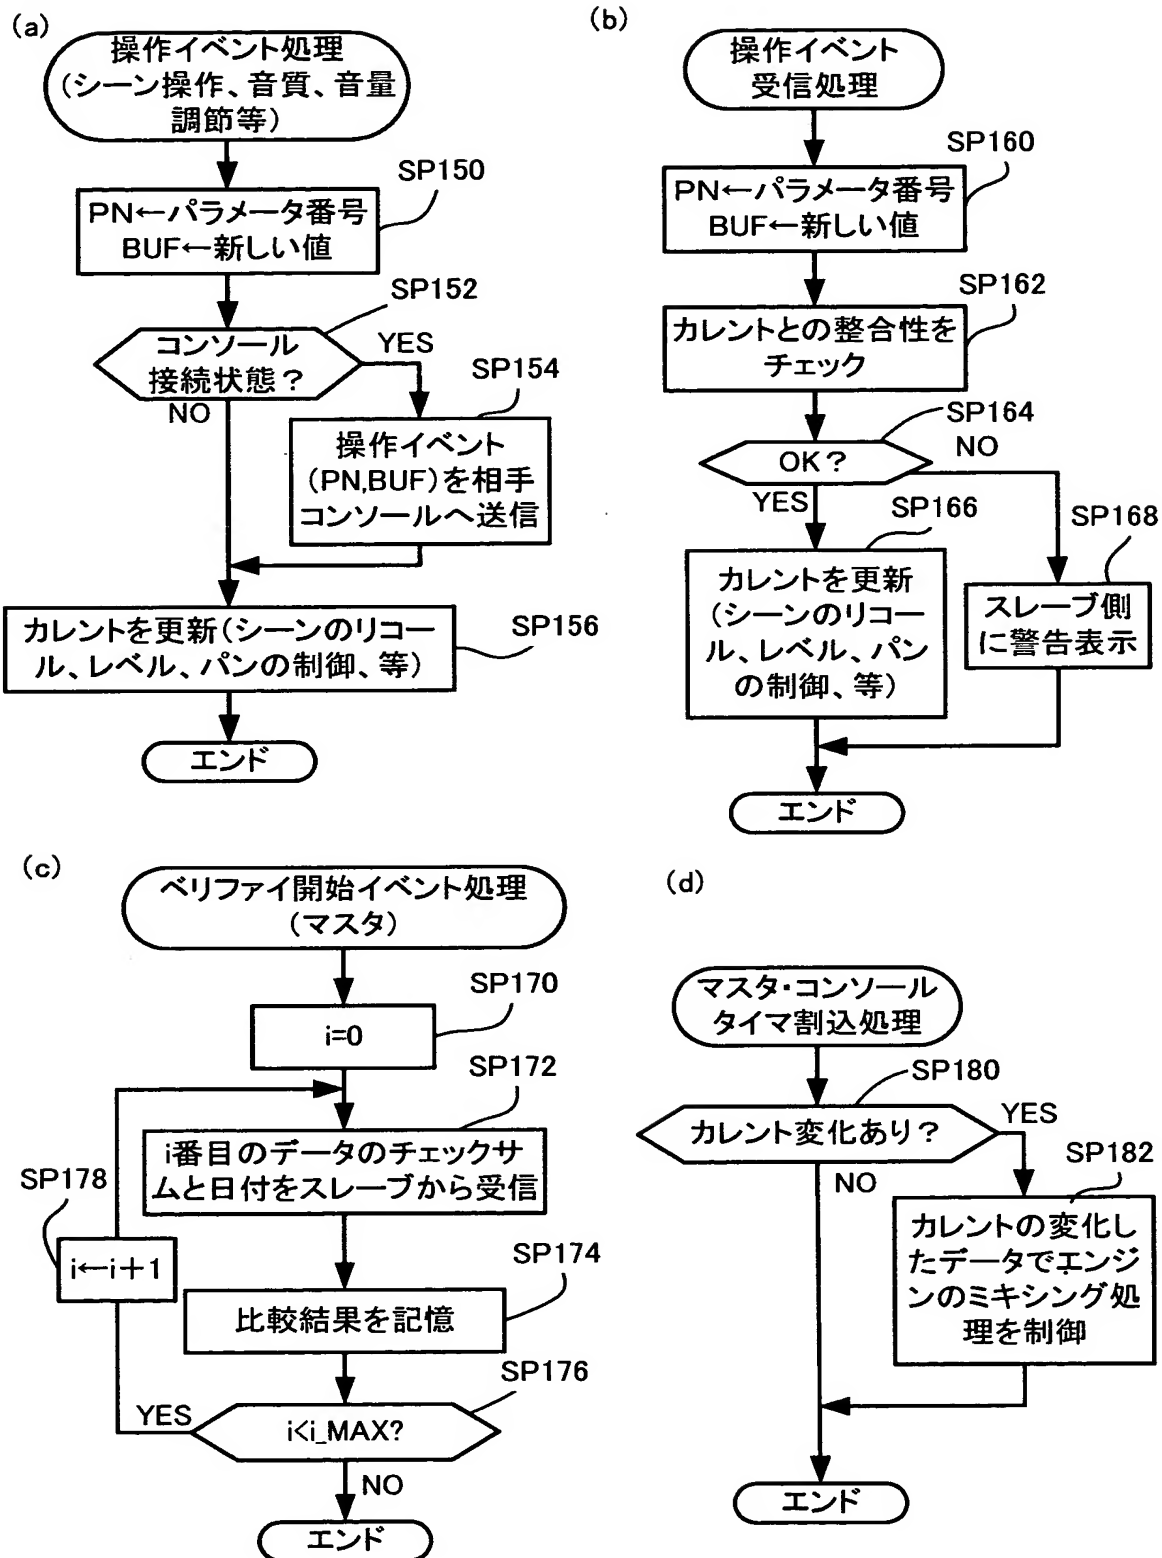 (a)
操作イベント処理
(シーン操作、音質、音量
調節等)
SP150
PN←パラメータ番号
BUF←新しい値
SP152
コンソール
接続状態?
YES
NO
SP154
操作イベント
(PN,BUF)を相手
コンソールへ送信
カレントを更新(シーンのリコー
ル、レベル、パンの制御、等)
SP156
エンド
(b)
操作イベント
受信処理
SP160
PN←パラメータ番号
BUF←新しい値
SP162
カレントとの整合性を
チェック
SP164
OK?
NO
YES
SP166
カレントを更新
(シーンのリコー
ル、レベル、パン
の制御、等)
SP168
スレーブ側
に警告表示
エンド
(c)
ベリファイ開始イベント処理
(マスタ)
SP170
i=0
SP172
i番目のデータのチェックサ
ムと日付をスレーブから受信
SP178
i←i+1
SP174
比較結果を記憶
SP176
i<i_MAX?
YES
NO
エンド
(d)
マスタ・コンソール
タイマ割込処理
SP180
カレント変化あり?
YES
NO
SP182
カレントの変化し
たデータでエンジ
ンのミキシング処
理を制御
エンド